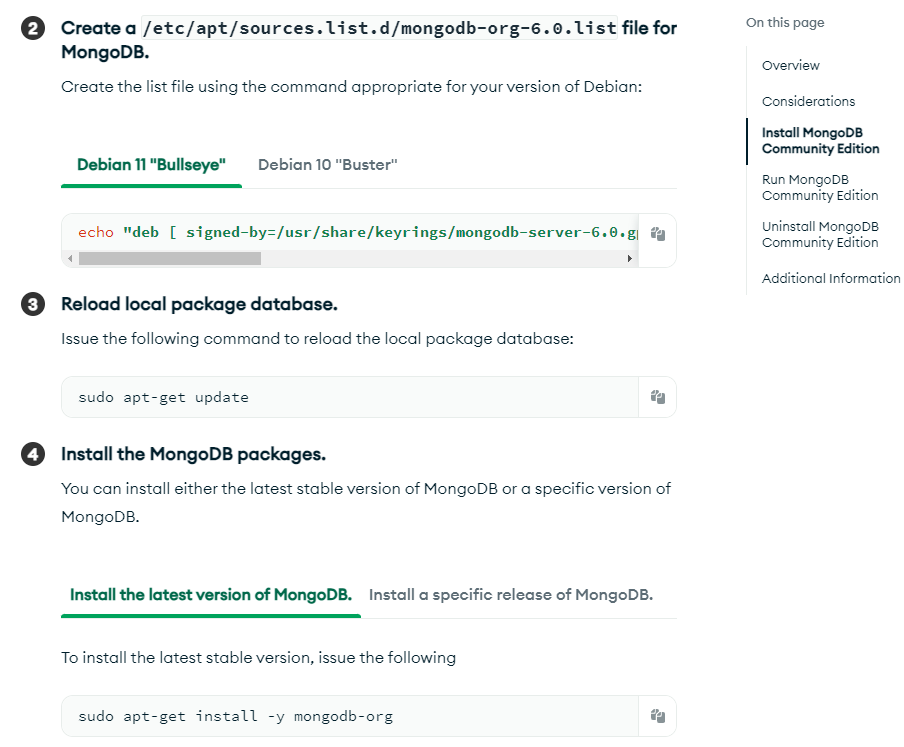 2 Create a /etc/apt/sources.list.d/mongodb-org-6.0.list file for
MongoDB.
Create the list file using the command appropriate for your version of Debian:
Debian 11 "Bullseye" Debian 10 "Buster"
echo "deb [ signed-by=/usr/share/keyrings/mongodb-server-6.0.gp
3 Reload local package database.
Issue the following command to reload the local package database:
sudo apt-get update
4 Install the MongoDB packages.
You can install either the latest stable version of MongoDB or a specific version of
MongoDB.
Install the latest version of MongoDB. Install a specific release of MongoDB.
To install the latest stable version, issue the following
sudo apt-get install -y mongodb-org
On this page
Overview
Considerations
Install MongoDB
Community Edition
Run MongoDB
Community Edition
Uninstall MongoDB
Community Edition
Additional Information